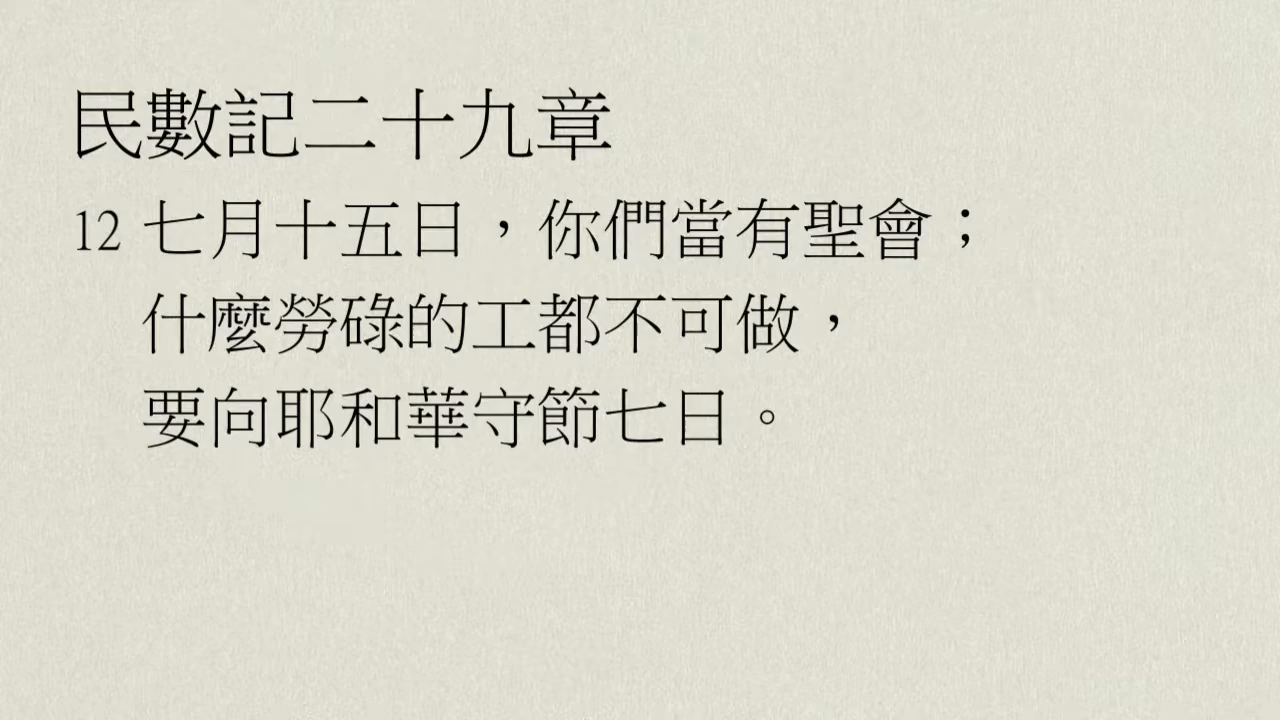 民數記二十九章
12 七月十五日，你們當有聖會；
什麼勞碌的工都不可做，
要向耶和華守節七日。